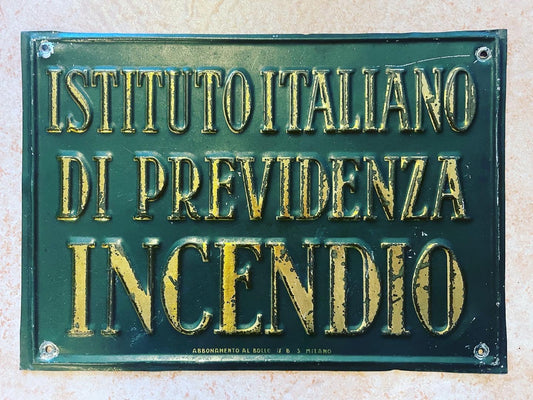 ISTITUTO ITALIANO
DI PREVIDENZA
INCENDIO
ABBONAMENTO AL BOLLO MILANO